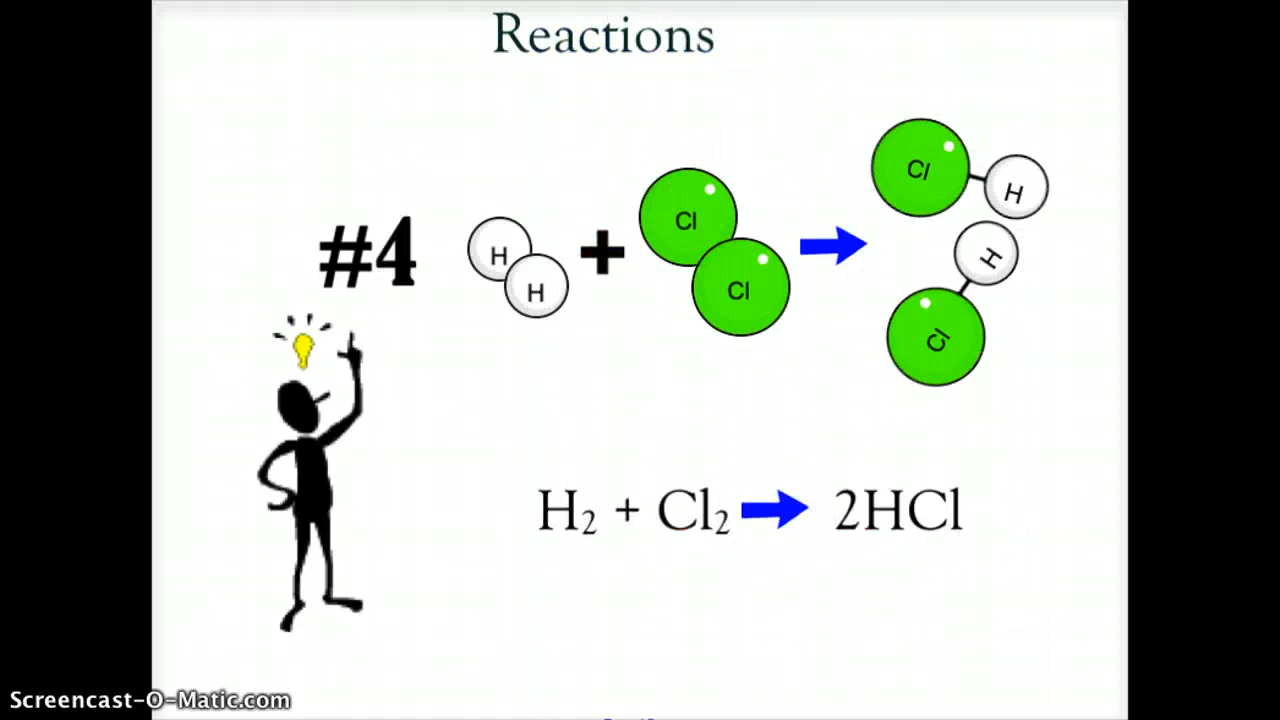 Reactions
#4
H
H
+
Cl
Cl
Cl
H
H
Cl
H₂ + Cl₂ ➡ 2HCl
Screencast-O-Matic.com